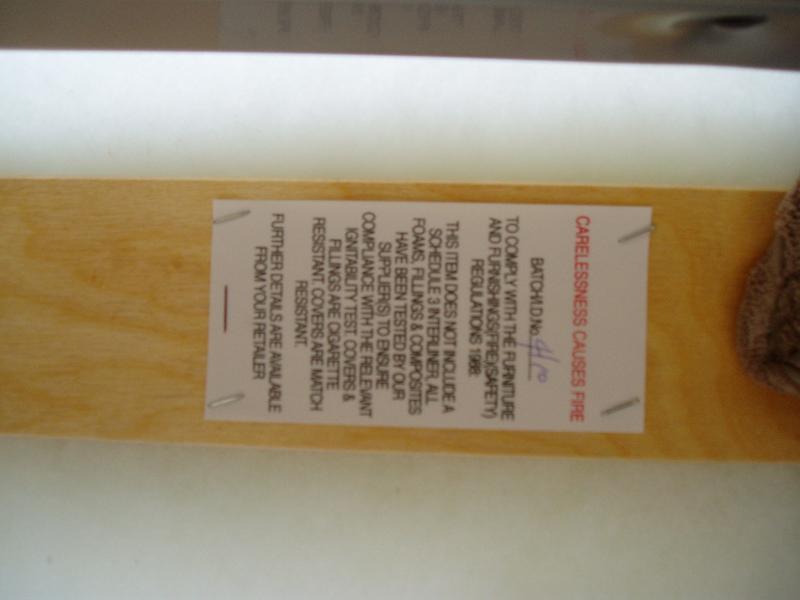 CARELESSNESS CAUSES FIRE
BATCH/I.D.No.
TO COMPLY WITH THE FURNITURE
AND FURNISHINGS(FIRE)(SAFETY)
REGULATIONS 1988:
THIS ITEM DOES NOT INCLUDE A
SCHEDULE 3 INTERLINER. ALL
FOAMS, FILLINGS & COMPOSITES
HAVE BEEN TESTED BY OUR
SUPPLIER(S) TO ENSURE
COMPLIANCE WITH THE RELEVANT
IGNITABILITY TEST. COVERS &
FILLINGS ARE CIGARETTE
RESISTANT. COVERS ARE MATCH
RESISTANT.
FURTHER DETAILS ARE AVAILABLE
FROM YOUR RETAILER